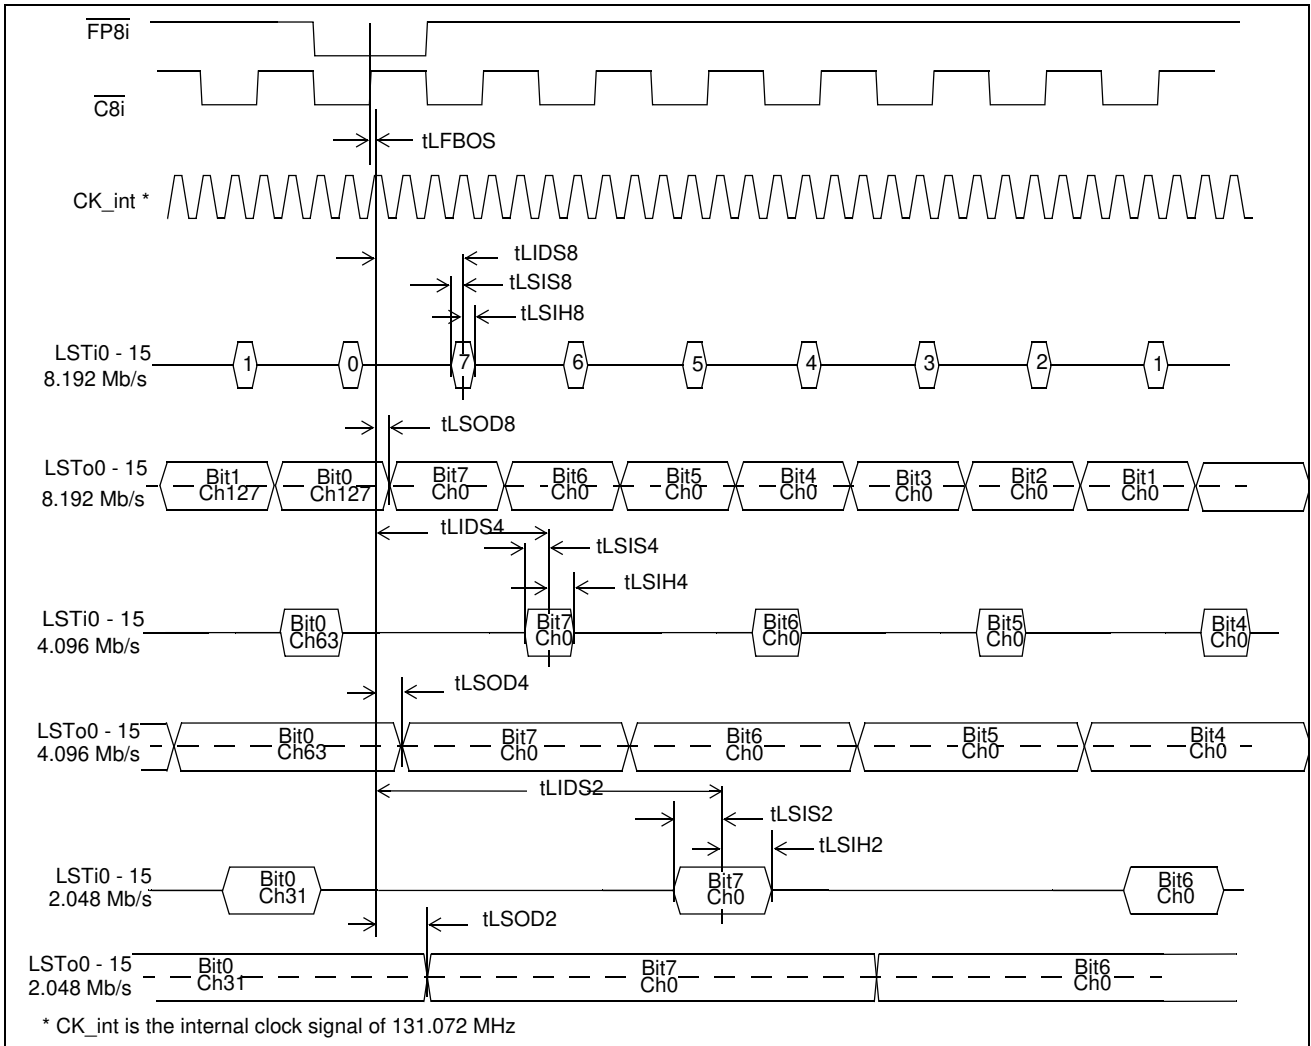 FP8i
C8i
tLFBOS
CK_int *
tLIDS8
tLSIS8
tLSIH8
LSTi0 - 15
8.192 Mb/s
1 0 7 6 5 4 3 2 1
tLSOD8
LSTo0 - 15
8.192 Mb/s
Bit1 Bit0 Bit7 Bit6 Bit5 Bit4 Bit3 Bit2 Bit1
Ch127 Ch127 Ch0 Ch0 Ch0 Ch0 Ch0 Ch0 Ch0
tLIDS4
tLSIS4
tLSIH4
LSTi0 - 15
4.096 Mb/s
Bit0 Bit7 Bit6 Bit5 Bit4
Ch63 Ch0 Ch0 Ch0 Ch0
tLSOD4
LSTo0 - 15
4.096 Mb/s
Bit0 Bit7 Bit6 Bit5 Bit4
Ch63 Ch0 Ch0 Ch0 Ch0
tLIDS2
tLSIS2
tLSIH2
LSTi0 - 15
2.048 Mb/s
Bit0 Bit7 Bit6
Ch31 Ch0 Ch0
tLSOD2
LSTo0 - 15
2.048 Mb/s
Bit0 Bit7 Bit6
Ch31 Ch0 Ch0
* CK_int is the internal clock signal of 131.072 MHz